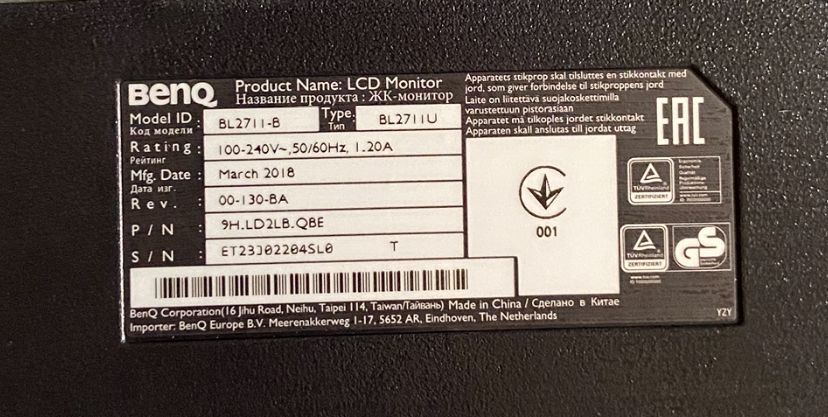 BenQ
Product Name: LCD Monitor
Название продукта : ЖК-монитор
Model ID : BL2711-B Type: BL2711U
Код модели Тип
Rating : 100-240V~,50/60Hz, 1.20A
Рейтинг
Mfg. Date : March 2018
Дата изг.
Rev. : 00-130-BA
P / N : 9H.LD2LB.QBE
S / N : ET23J02204SL0 T
BenQ Corporation(16 Jihu Road, Neihu, Taipei 114, Taiwan/Тайвань) Made in China / Сделано в Китае
Importer: BenQ Europe B.V. Meerenakkerweg 1-17, 5652 AR, Eindhoven, The Netherlands
Apparatets stikprop skal tilsluttes en stikkontakt med
jord, som giver forbindelse til stikproppens jord
Laite on liitettävä suojakoskettimilla
varustettuun pistorasiaan
Apparatet må tilkoples jordet stikkontakt
Apparaten skall anslutas till jordat uttag
EAC
001
TÜVRheinland
ZERTIFIZIERT
TÜVRheinland
ZERTIFIZIERT
GS
YZY